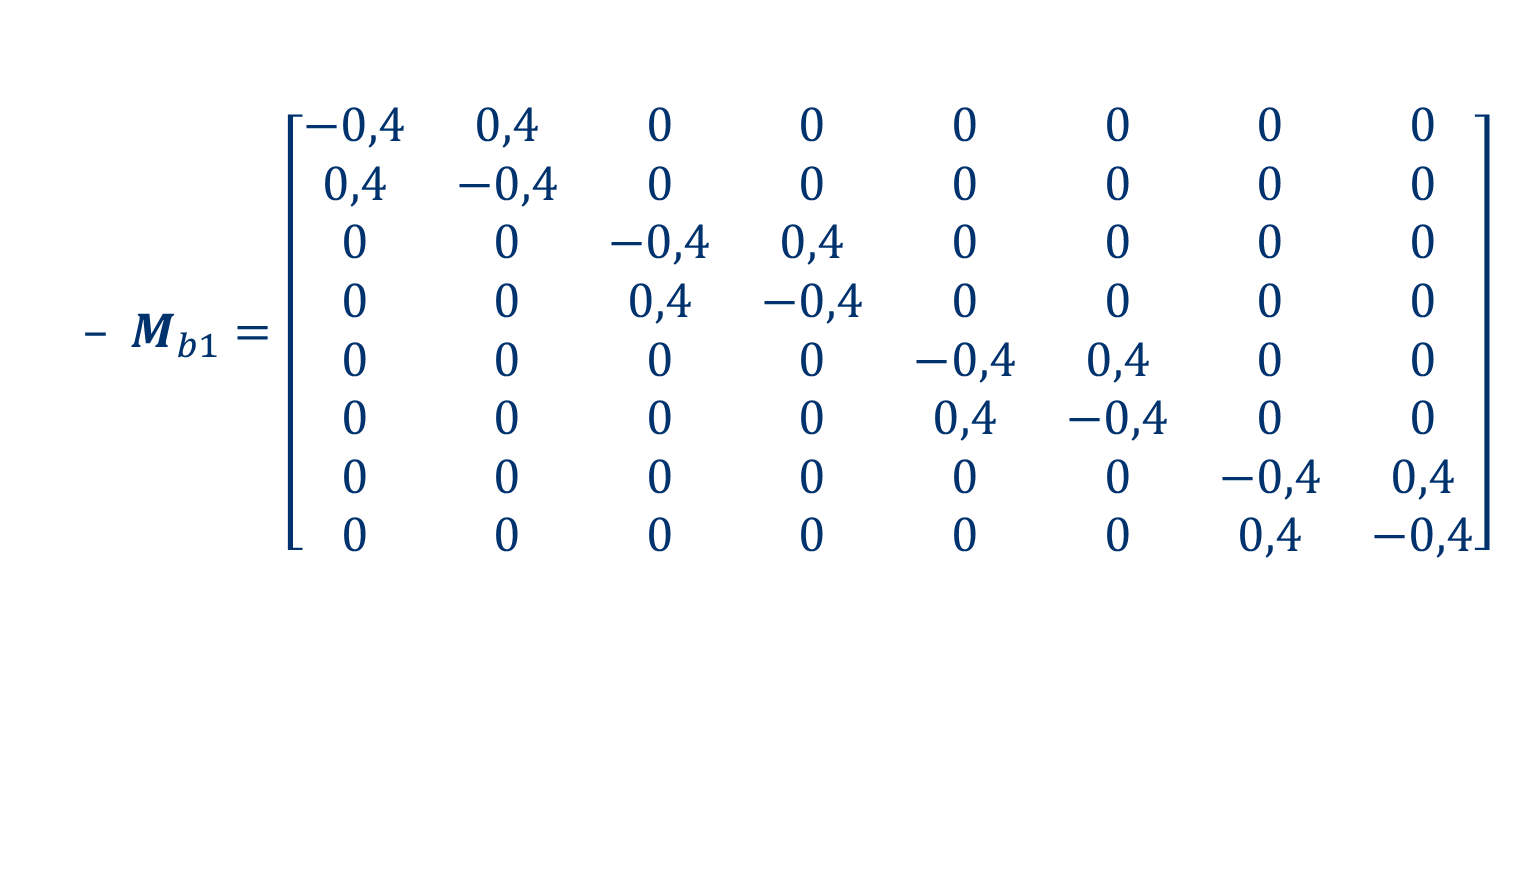 −0,4 0,4 0 0 0 0 0 0
0,4 −0,4 0 0 0 0 0 0
0 0 −0,4 0,4 0 0 0 0
0 0 0,4 −0,4 0 0 0 0
– M_b1 =
0 0 0 0 −0,4 0,4 0 0
0 0 0 0 0,4 −0,4 0 0
0 0 0 0 0 0 −0,4 0,4
0 0 0 0 0 0 0,4 −0,4